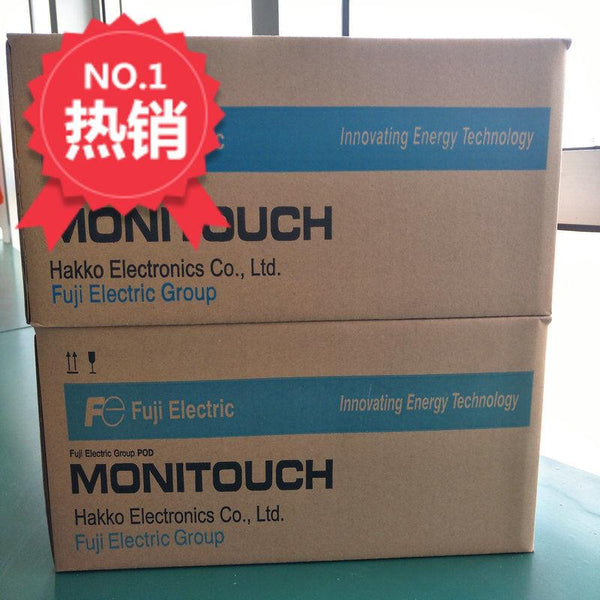 NO.1
热销
c Innovating Energy Technology
MONITOUCH
Hakko Electronics Co., Ltd.
Fuji Electric Group
Fe Fuji Electric Innovating Energy Technology
Fuji Electric Group POD
MONITOUCH
Hakko Electronics Co., Ltd.
Fuji Electric Group